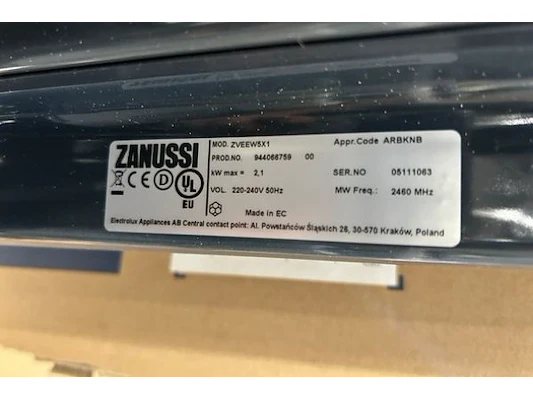 ZANUSSI
MOD. ZVEEW5X1 Appr.Code ARBKNB
PROD.NO. 944066759 00 SER.NO 05111063
kW max = 2,1 MW Freq.: 2460 MHz
VOL. 220-240V 50Hz
CE D UL
EU
Made in EC
Electrolux Appliances AB Central contact point: Al. Powstańców Śląskich 26, 30-570 Kraków, Poland